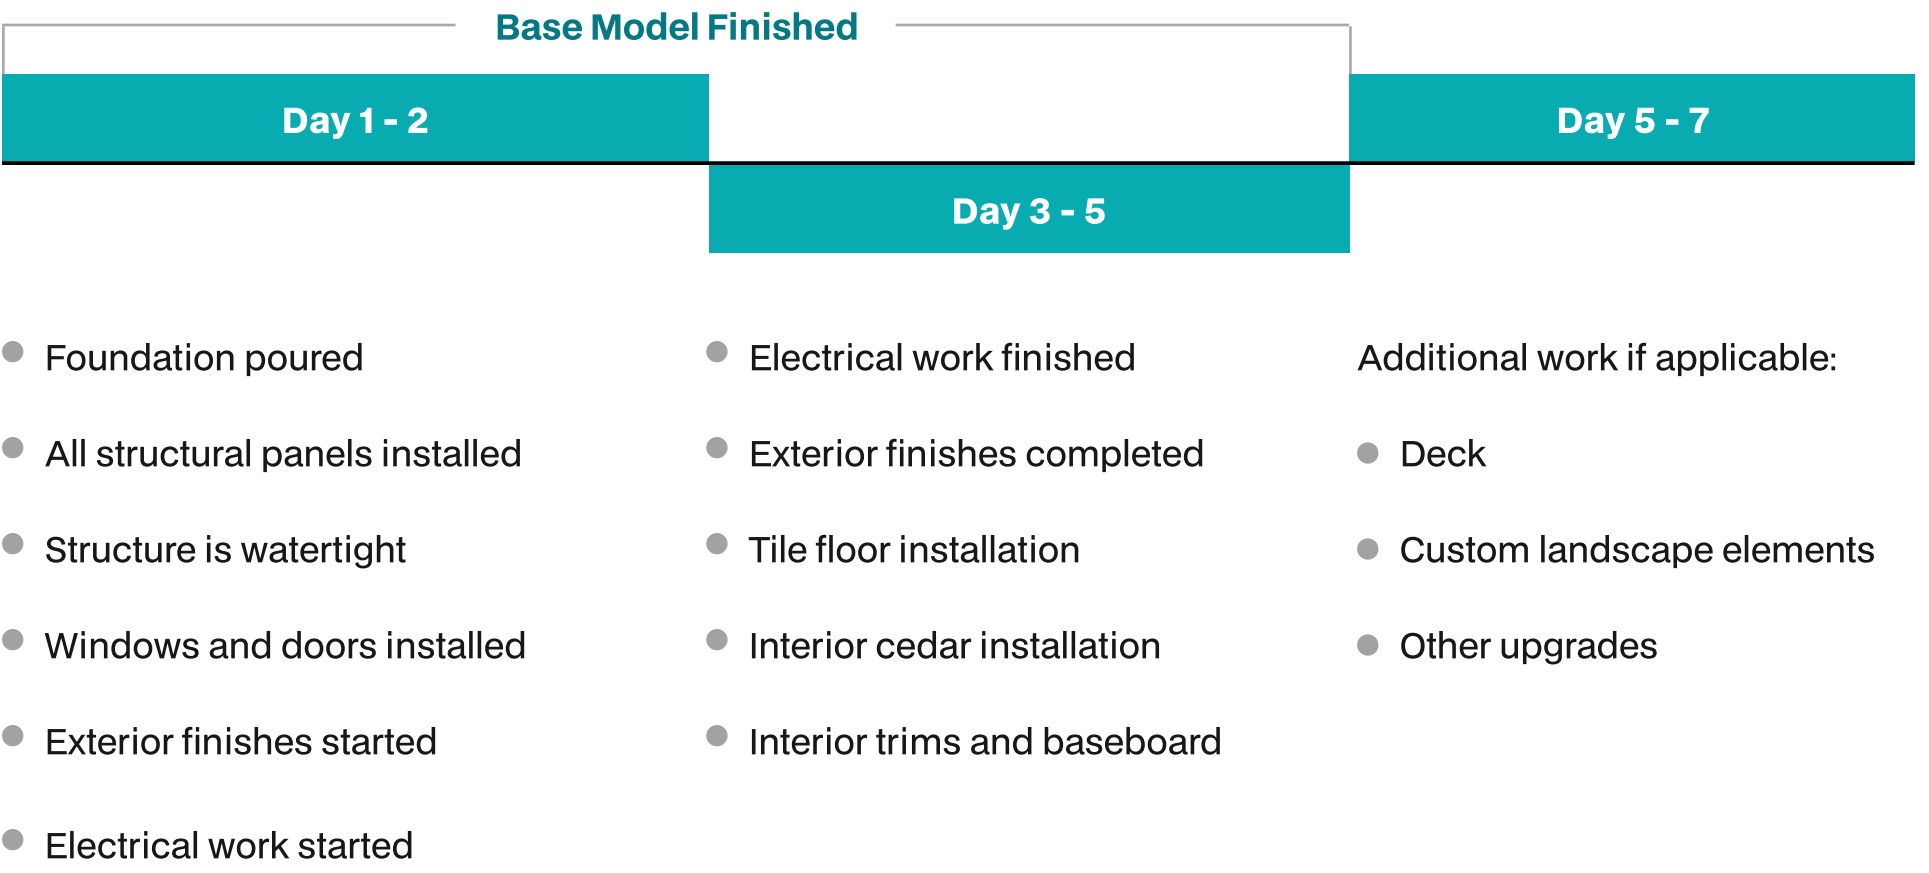 Base Model Finished
Day 1 - 2
Day 5 - 7
Day 3 - 5
Foundation poured
All structural panels installed
Structure is watertight
Windows and doors installed
Exterior finishes started
Electrical work started
Electrical work finished
Exterior finishes completed
Tile floor installation
Interior cedar installation
Interior trims and baseboard
Additional work if applicable:
Deck
Custom landscape elements
Other upgrades